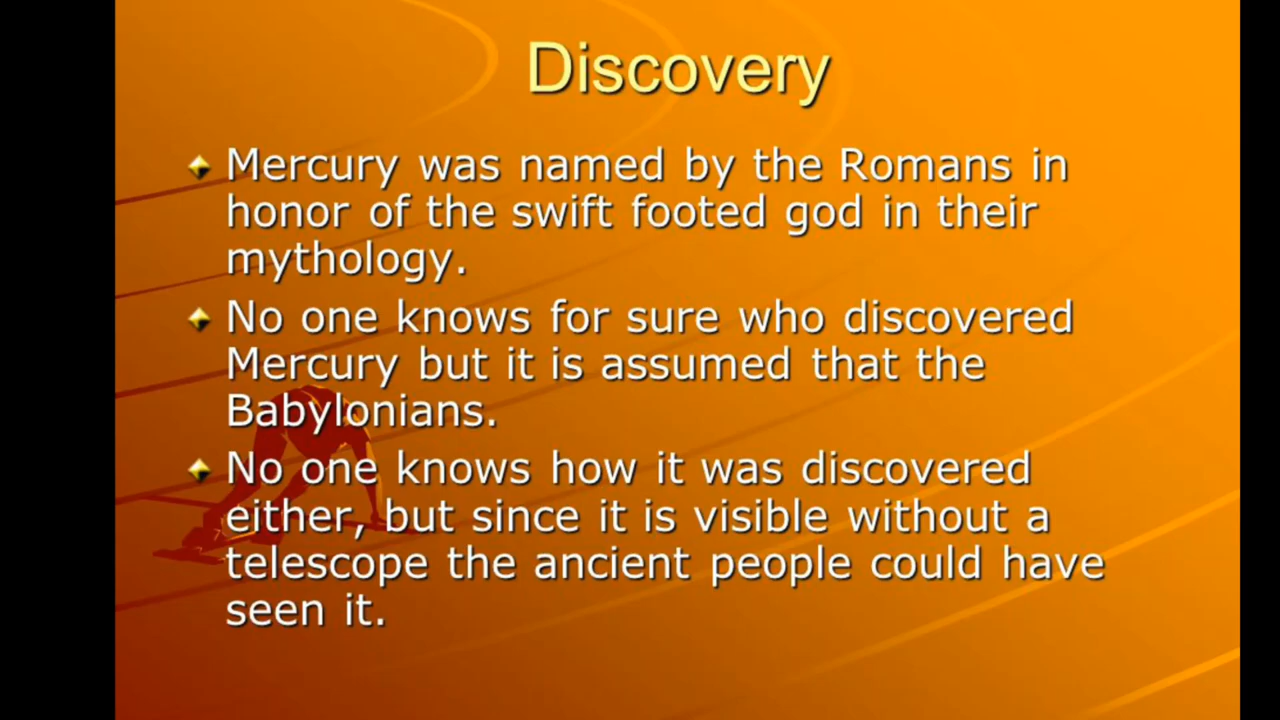 Discovery
Mercury was named by the Romans in
honor of the swift footed god in their
mythology.
No one knows for sure who discovered
Mercury but it is assumed that the
Babylonians.
No one knows how it was discovered
either, but since it is visible without a
telescope the ancient people could have
seen it.